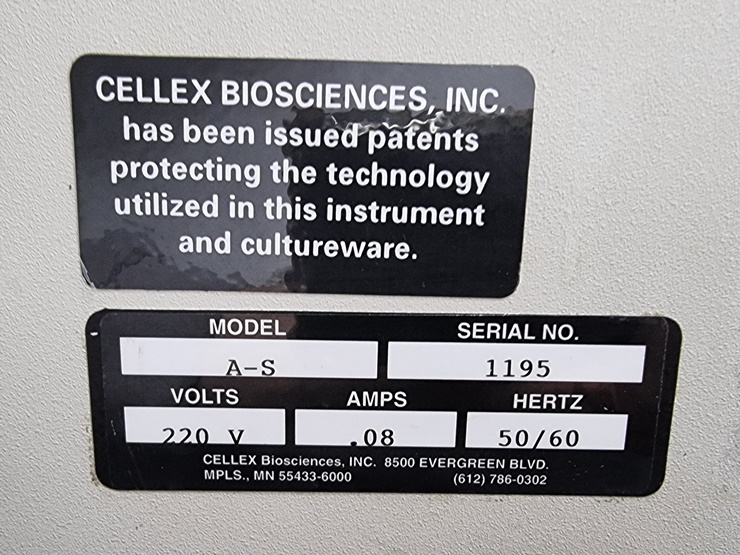 CELLEX BIOSCIENCES, INC.
has been issued patents
protecting the technology
utilized in this instrument
and cultureware.
MODEL SERIAL NO.
A-S 1195
VOLTS AMPS HERTZ
220 V .08 50/60
CELLEX Biosciences, INC. 8500 EVERGREEN BLVD.
MPLS., MN 55433-6000 (612) 786-0302